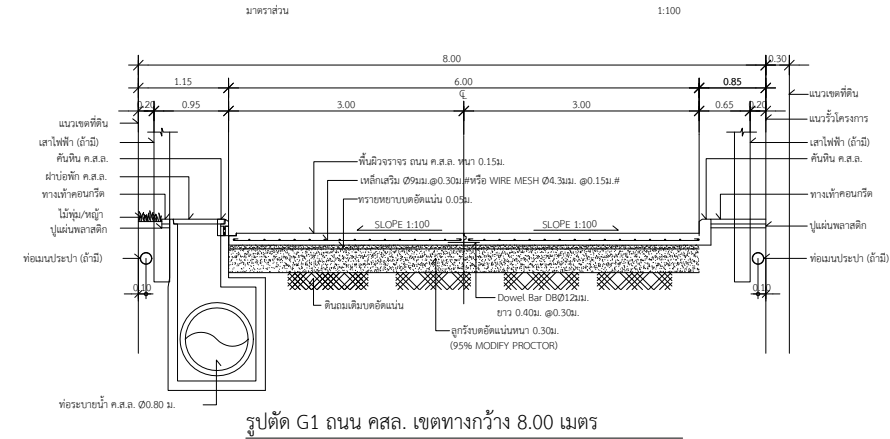 มาตราส่วน 1:100
8.00 0.30
1.15 6.00 0.85
℄
0.20 0.95 3.00 3.00 0.65 0.20
แนวเขตที่ดิน
เสาไฟฟ้า (ถ้ามี)
คันหิน ค.ส.ล.
ฝาบ่อพัก ค.ส.ล.
ทางเท้าคอนกรีต
ไม้พุ่ม/หญ้า
ปูแผ่นพลาสติก
ท่อเมนประปา (ถ้ามี)
0.10
ท่อระบายน้ำ ค.ส.ล. Ø0.80 ม.
พื้นผิวจราจร ถนน ค.ส.ล. หนา 0.15ม.
เหล็กเสริม Ø9มม.@0.30ม.#หรือ WIRE MESH Ø4.3มม. @0.15ม.#
ทรายหยาบบดอัดแน่น 0.05ม.
SLOPE 1:100 SLOPE 1:100
ดินถมเดิมบดอัดแน่น
Dowel Bar DBØ12มม.
ยาว 0.40ม. @0.30ม.
ลูกรังบดอัดแน่นหนา 0.30ม.
(95% MODIFY PROCTOR)
แนวเขตที่ดิน
แนวรั้วโครงการ
เสาไฟฟ้า (ถ้ามี)
คันหิน ค.ส.ล.
ทางเท้าคอนกรีต
ปูแผ่นพลาสติก
ท่อเมนประปา (ถ้ามี)
0.10
รูปตัด G1 ถนน คสล. เขตทางกว้าง 8.00 เมตร